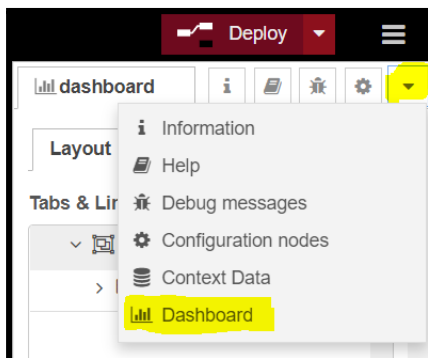 Deploy
dashboard
i
Layout
i Information
Help
Tabs & Lin
Debug messages
Configuration nodes
Context Data
Dashboard